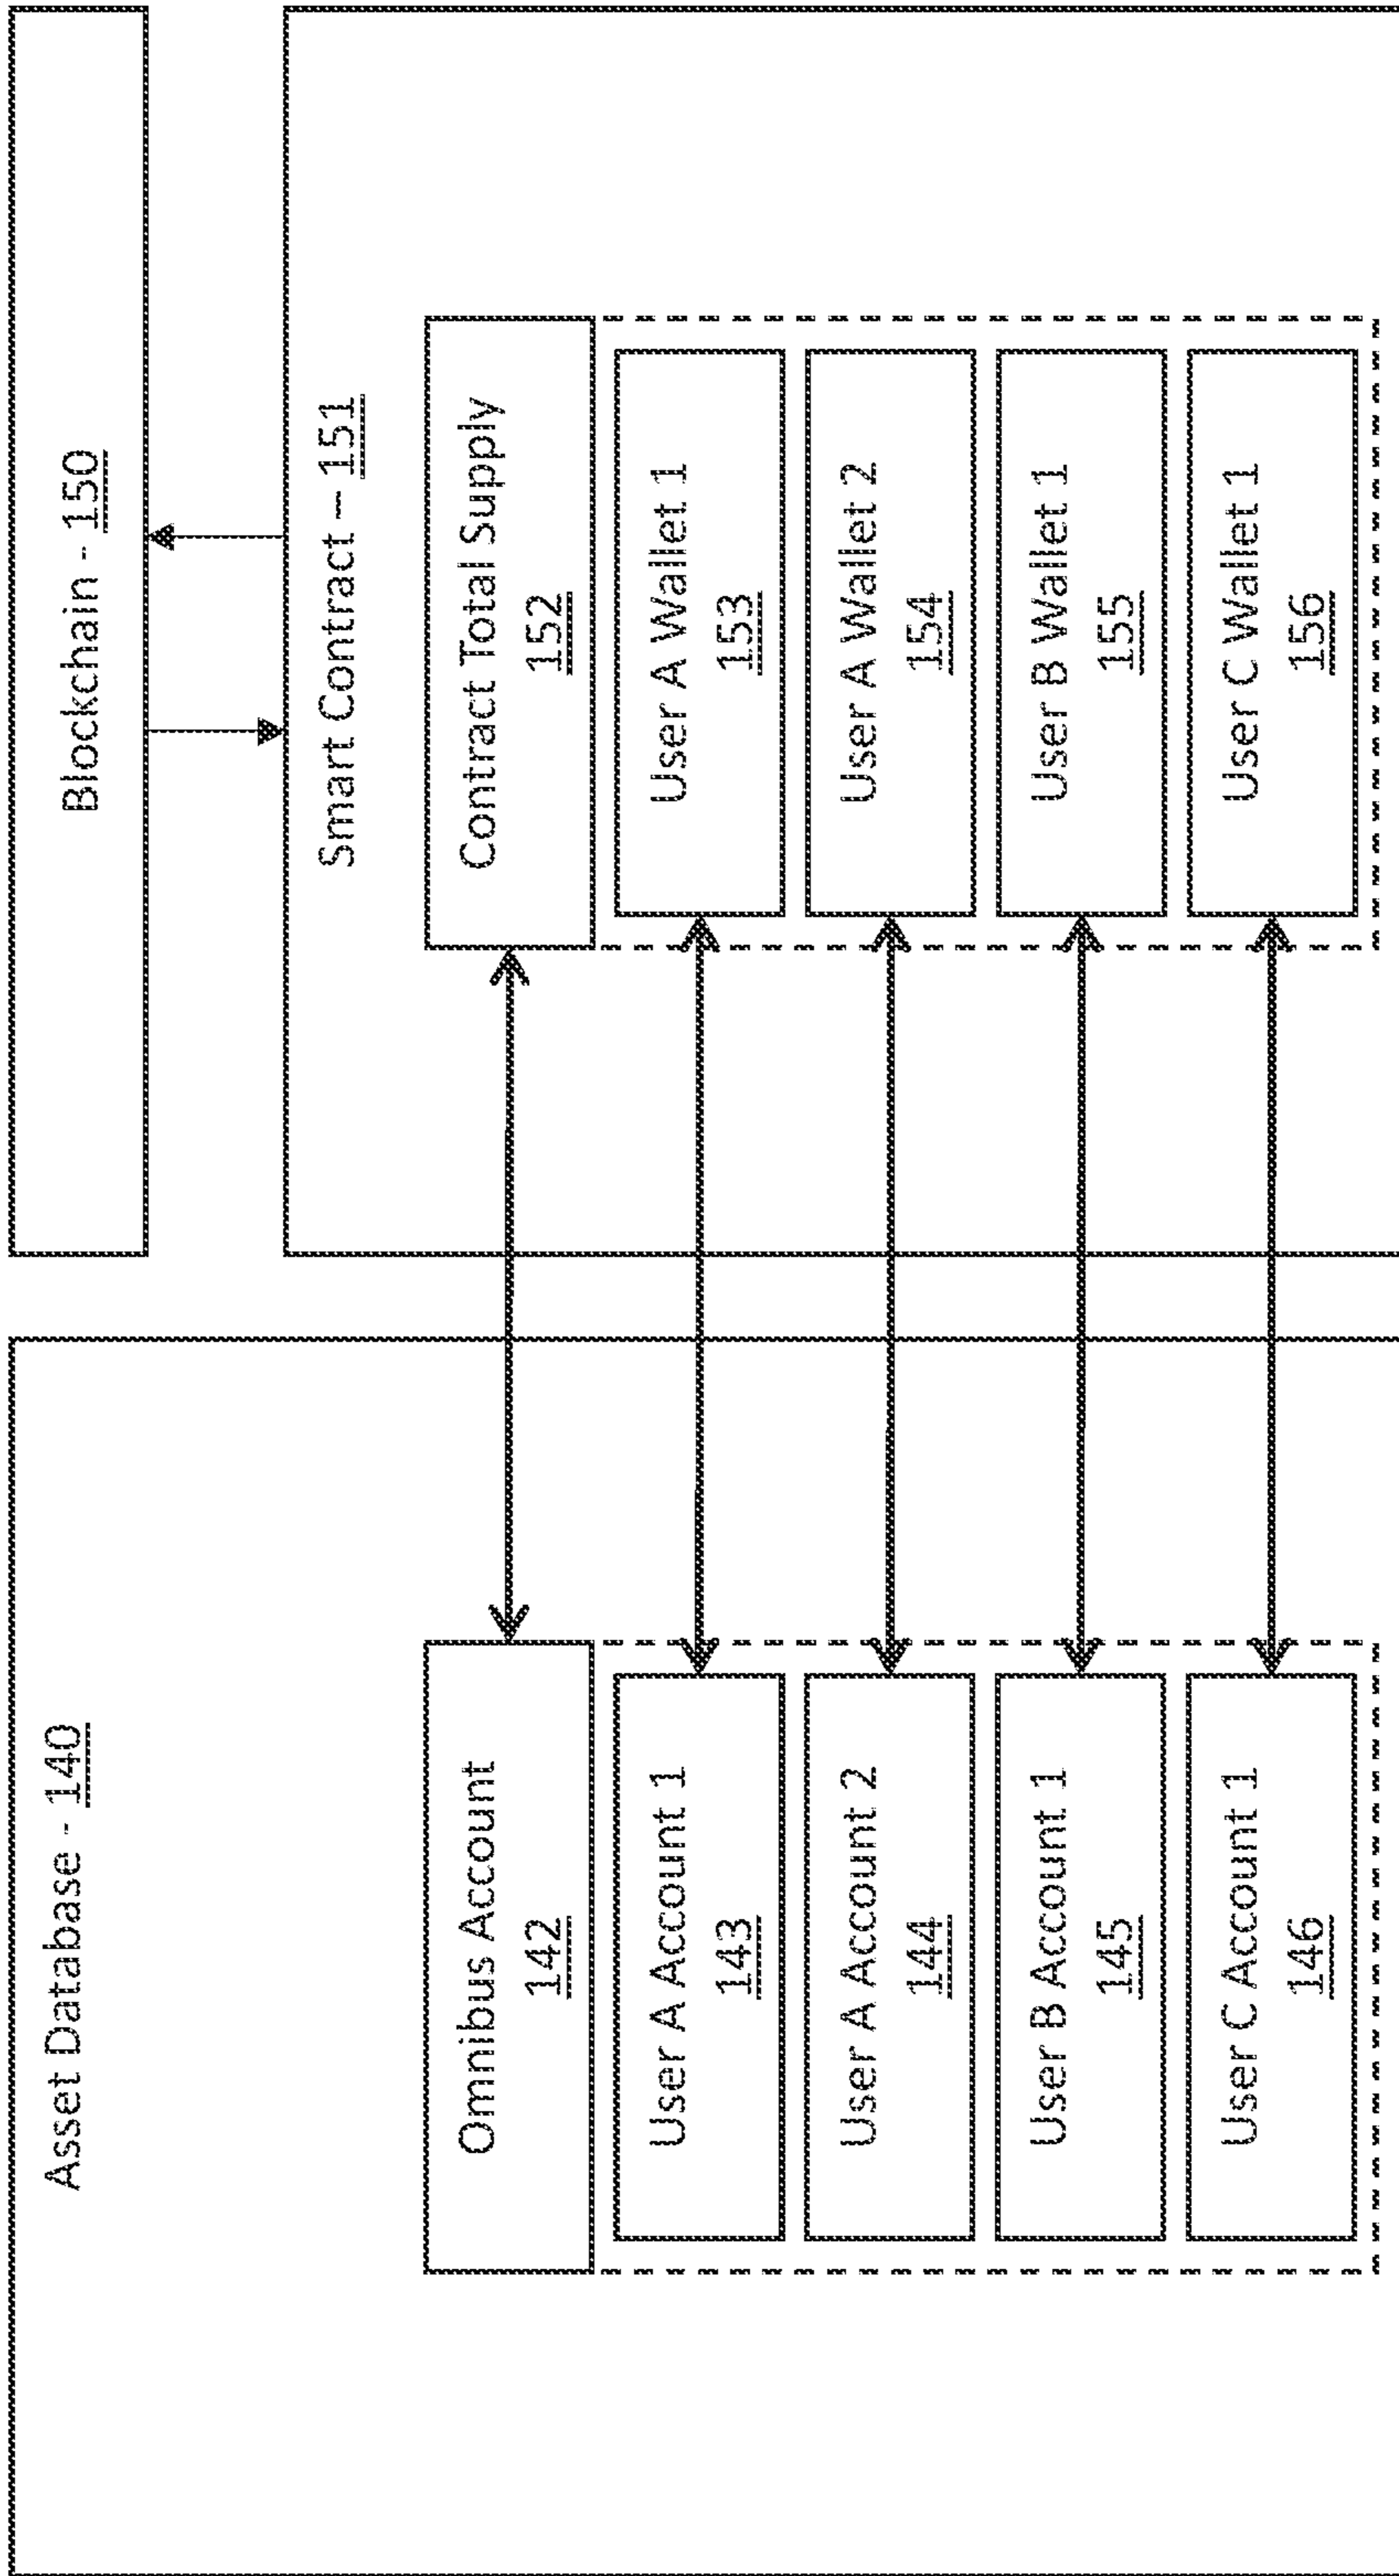 Asset Database - 140
Omnibus Account
142
User A Account 1
143
User A Account 2
144
User B Account 1
145
User C Account 1
146
Blockchain - 150
Smart Contract – 151
Contract Total Supply
152
User A Wallet 1
153
User A Wallet 2
154
User B Wallet 1
155
User C Wallet 1
156